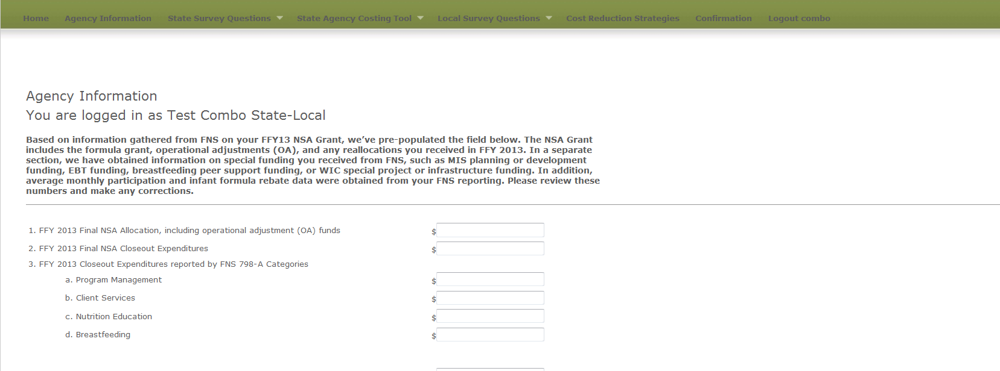 Home Agency Information State Survey Questions State Agency Costing Tool Local Survey Questions Cost Reduction Strategies Confirmation Logout combo
Agency Information
You are logged in as Test Combo State-Local
Based on information gathered from FNS on your FFY13 NSA Grant, we’ve pre-populated the field below. The NSA Grant
includes the formula grant, operational adjustments (OA), and any reallocations you received in FFY 2013. In a separate
section, we have obtained information on special funding you received from FNS, such as MIS planning or development
funding, EBT funding, breastfeeding peer support funding, or WIC special project or infrastructure funding. In addition,
average monthly participation and infant formula rebate data were obtained from your FNS reporting. Please review these
numbers and make any corrections.
1. FFY 2013 Final NSA Allocation, including operational adjustment (OA) funds $
2. FFY 2013 Final NSA Closeout Expenditures $
3. FFY 2013 Closeout Expenditures reported by FNS 798-A Categories
a. Program Management $
b. Client Services $
c. Nutrition Education $
d. Breastfeeding $